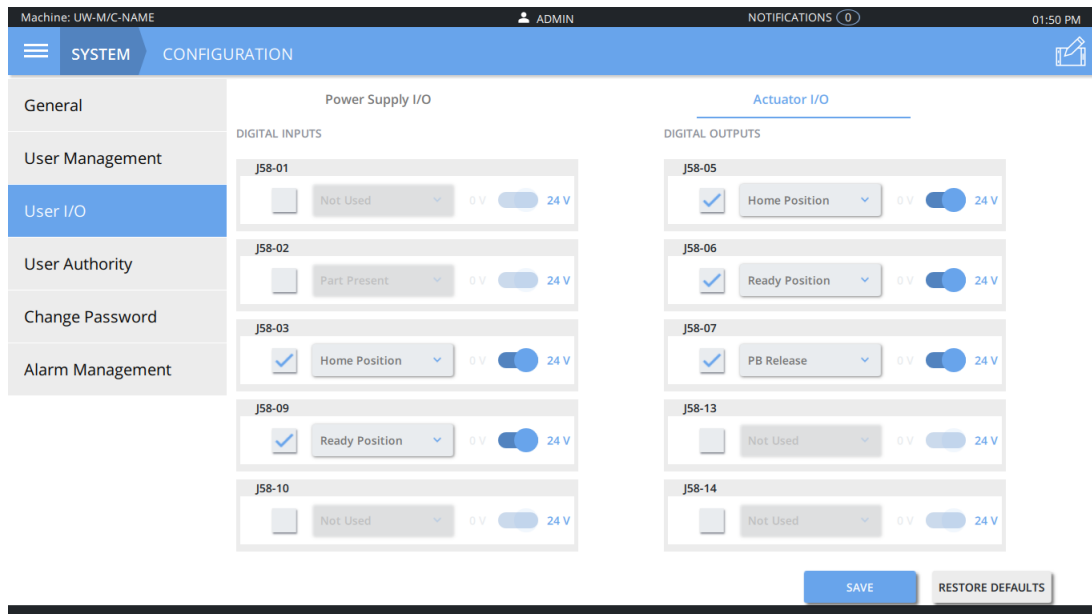 Machine: UW-M/C-NAME ADMIN NOTIFICATIONS 0 01:50 PM
SYSTEM CONFIGURATION
General
User Management
User I/O
User Authority
Change Password
Alarm Management
Power Supply I/O Actuator I/O
DIGITAL INPUTS
J58-01
Not Used 0 V 24 V
J58-02
Part Present 0 V 24 V
J58-03
Home Position 0 V 24 V
J58-09
Ready Position 0 V 24 V
J58-10
Not Used 0 V 24 V
DIGITAL OUTPUTS
J58-05
Home Position 0 V 24 V
J58-06
Ready Position 0 V 24 V
J58-07
PB Release 0 V 24 V
J58-13
Not Used 0 V 24 V
J58-14
Not Used 0 V 24 V
SAVE RESTORE DEFAULTS